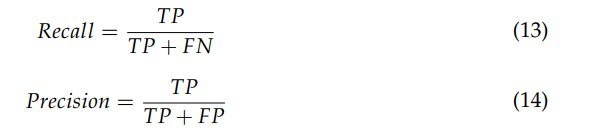 Recall = TP / TP + FN (13)
Precision = TP / TP + FP (14)